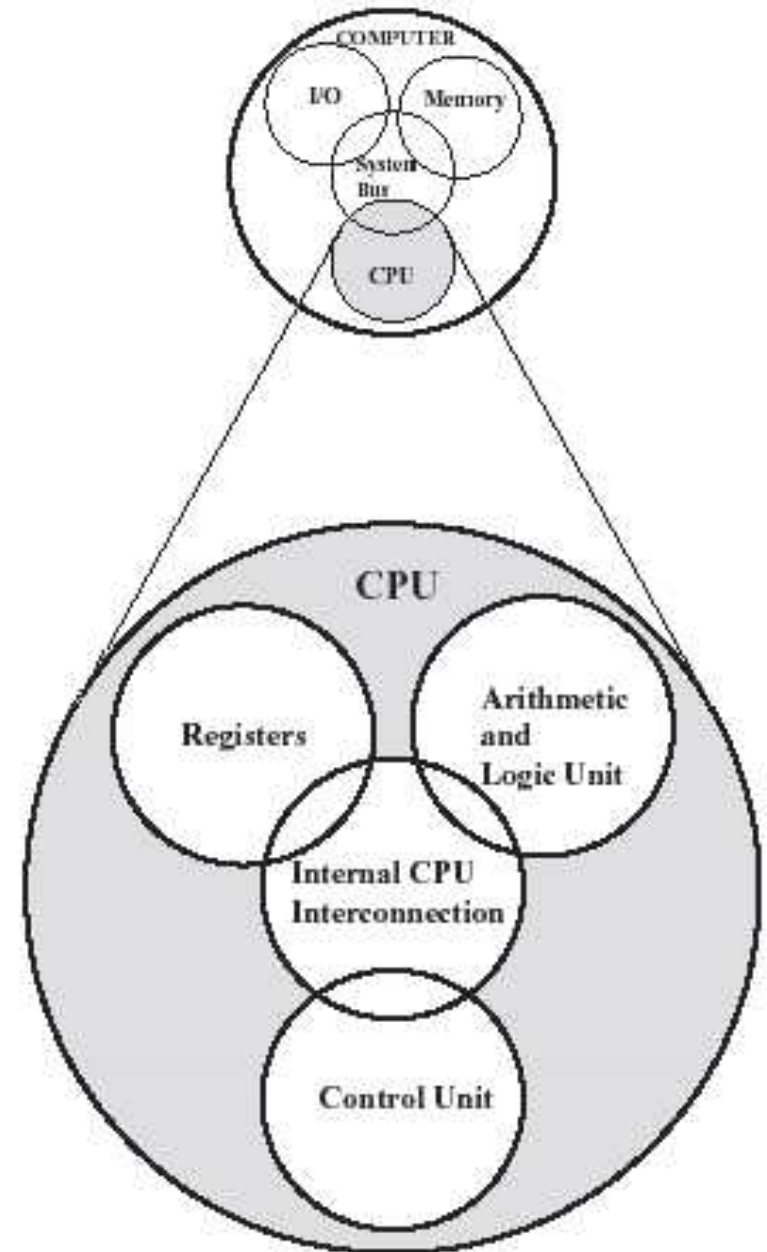 COMPUTER
I/O
Memory
System
Bus
CPU
CPU
Registers
Arithmetic
and
Logic Unit
Internal CPU
Interconnection
Control Unit